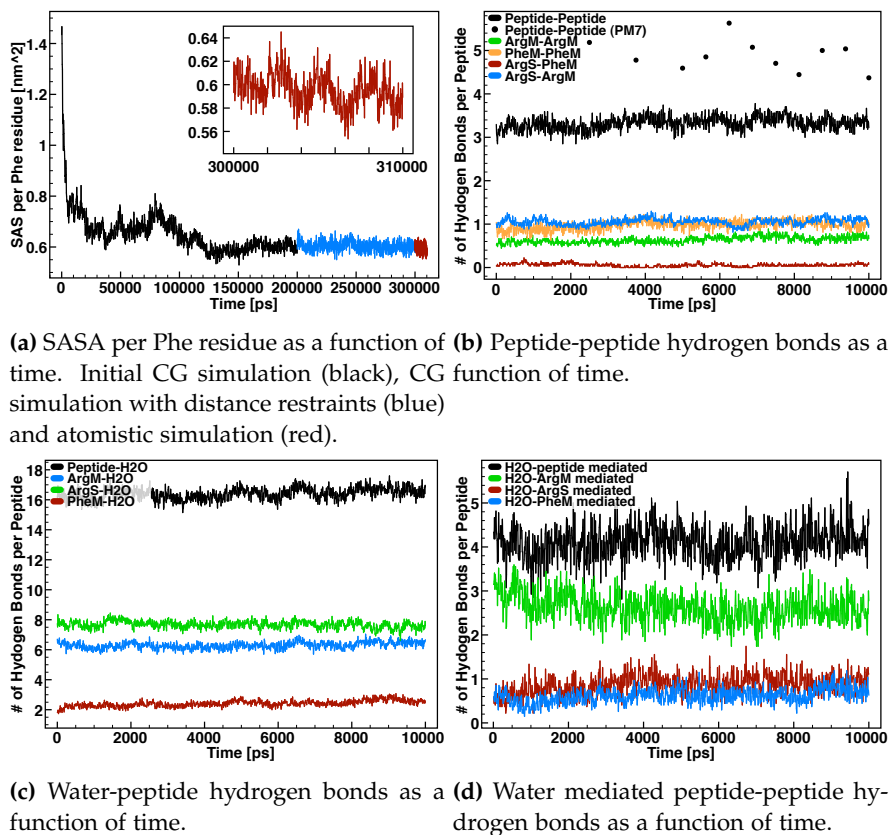 SAS per Phe residue [nm^2]
1.4
1.2
1
0.8
0.6
0.64
0.62
0.6
0.58
0.56
300000
310000
0
50000
100000
150000
200000
250000
300000
Time [ps]
(a) SASA per Phe residue as a function of
time. Initial CG simulation (black), CG
simulation with distance restraints (blue)
and atomistic simulation (red).
# of Hydogen Bonds per Peptide
6
5
4
3
2
1
0
Peptide-Peptide
Peptide-Peptide (PM7)
ArgM-ArgM
PheM-PheM
ArgS-PheM
ArgS-ArgM
0
2000
4000
6000
8000
10000
Time [ps]
(b) Peptide-peptide hydrogen bonds as a
function of time.
# of Hydogen Bonds per Peptide
18
16
14
12
10
8
6
4
2
Peptide-H2O
ArgM-H2O
ArgS-H2O
PheM-H2O
0
2000
4000
6000
8000
10000
Time [ps]
(c) Water-peptide hydrogen bonds as a
function of time.
# of Hydogen Bonds per Peptide
5
4
3
2
1
0
H2O-peptide mediated
H2O-ArgM mediated
H2O-ArgS mediated
H2O-PheM mediated
0
2000
4000
6000
8000
10000
Time [ps]
(d) Water mediated peptide-peptide hy-
drogen bonds as a function of time.